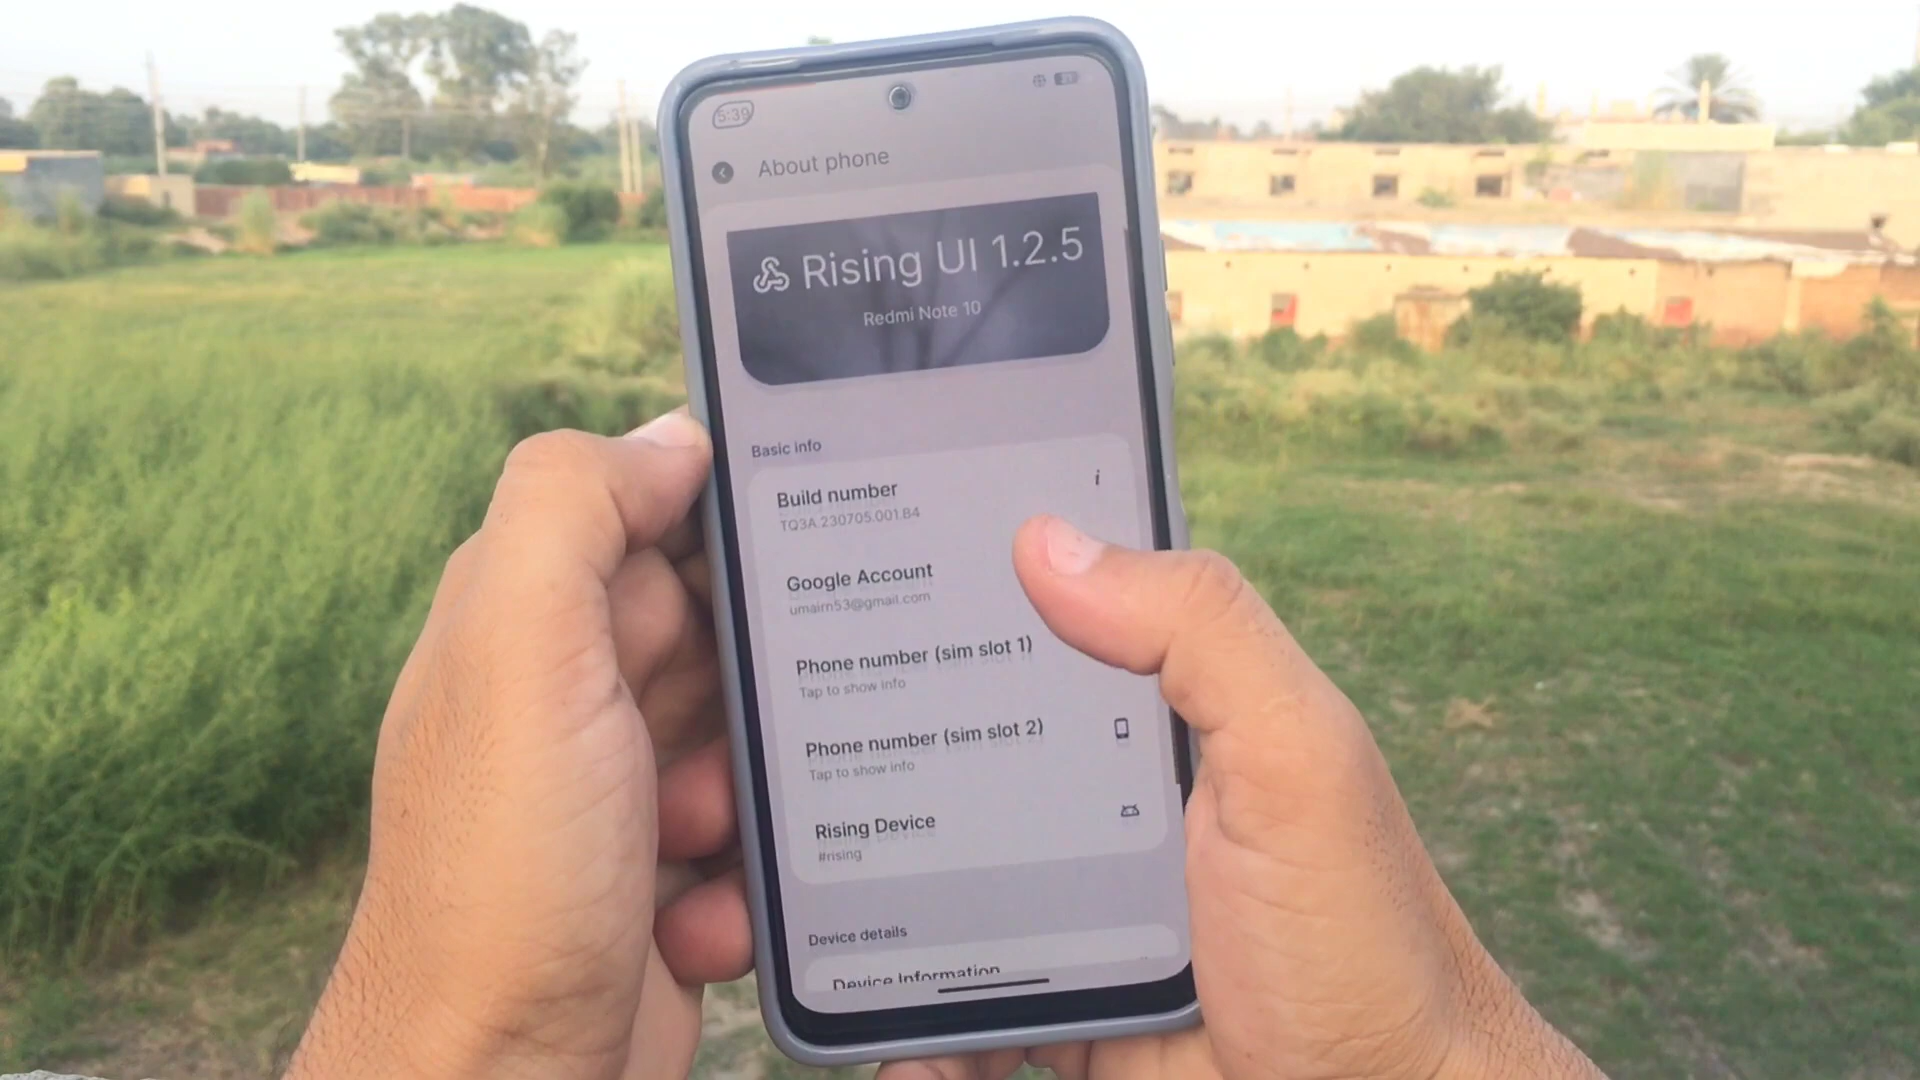 5:39
21
About phone
Rising UI 1.2.5
Redmi Note 10
Basic info
Build number
TQ3A.230705.001.B4
Google Account
umairn53@gmail.com
Phone number (sim slot 1)
Tap to show info
Phone number (sim slot 2)
Tap to show info
Rising Device
#rising
Device details
Device Information